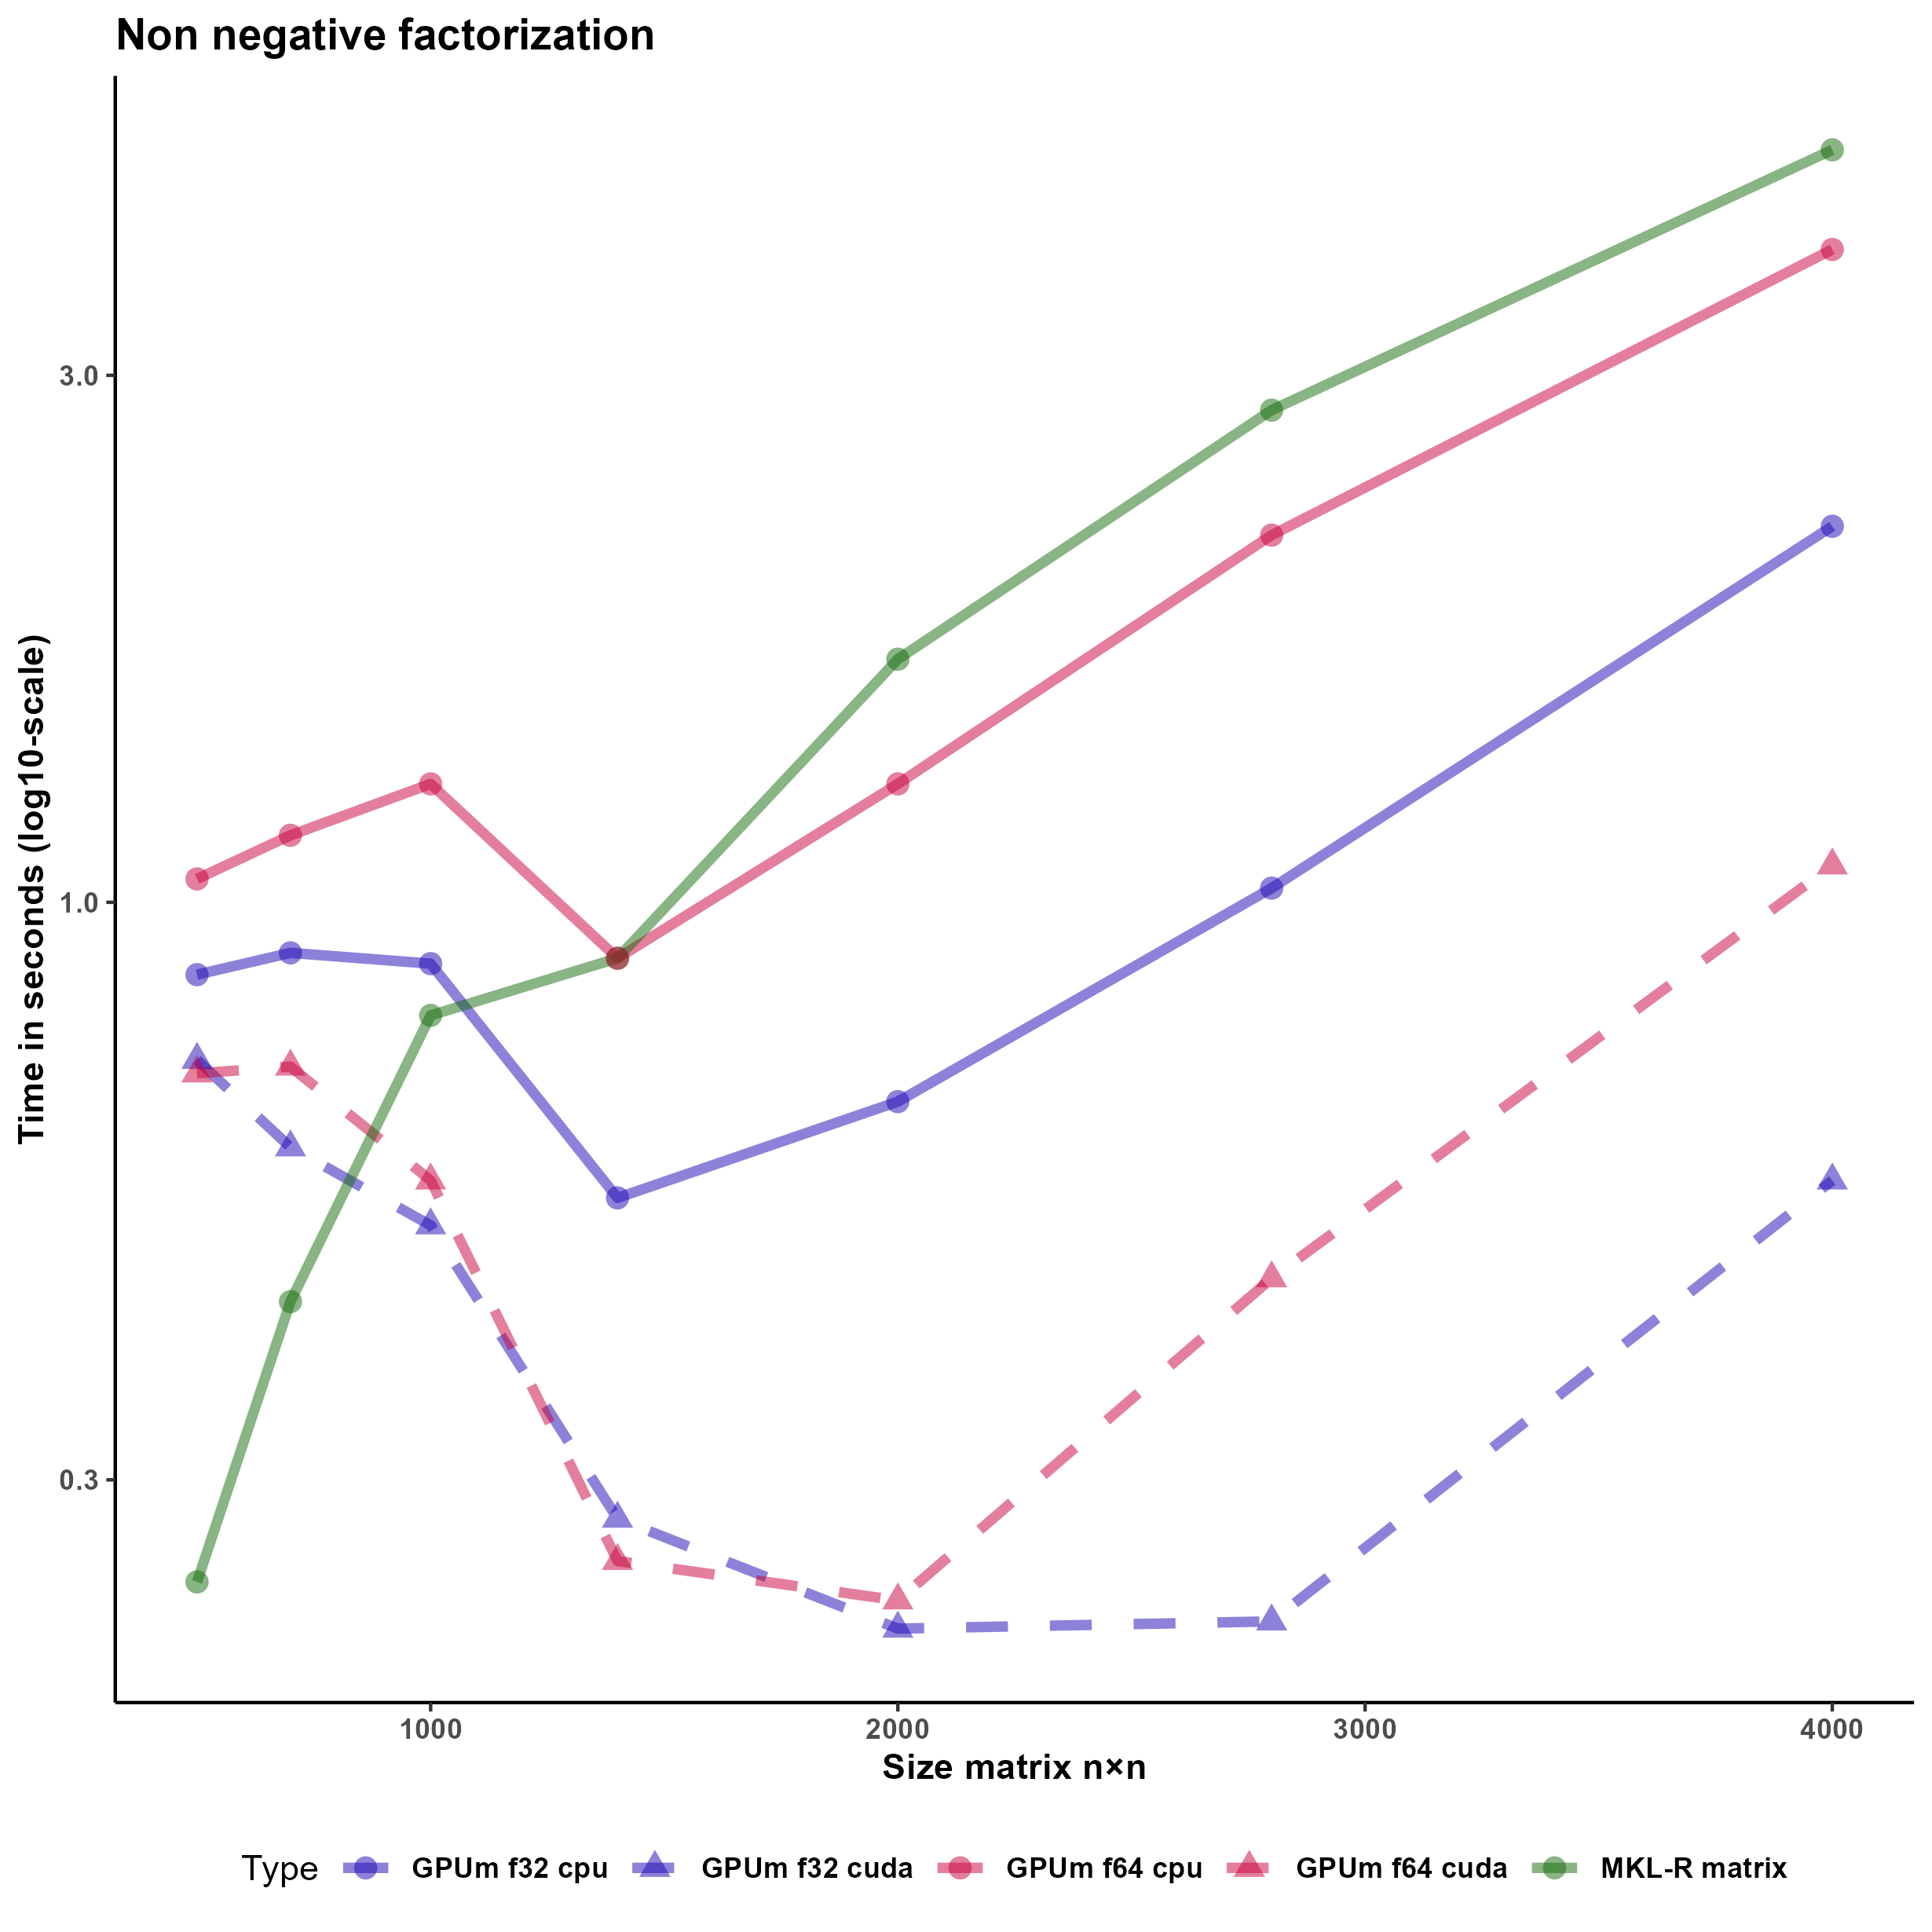 Non negative factorization
Time in seconds (log10-scale)
3.0
1.0
0.3
1000 2000 3000 4000
Size matrix n×n
Type GPUm f32 cpu GPUm f32 cuda GPUm f64 cpu GPUm f64 cuda MKL-R matrix